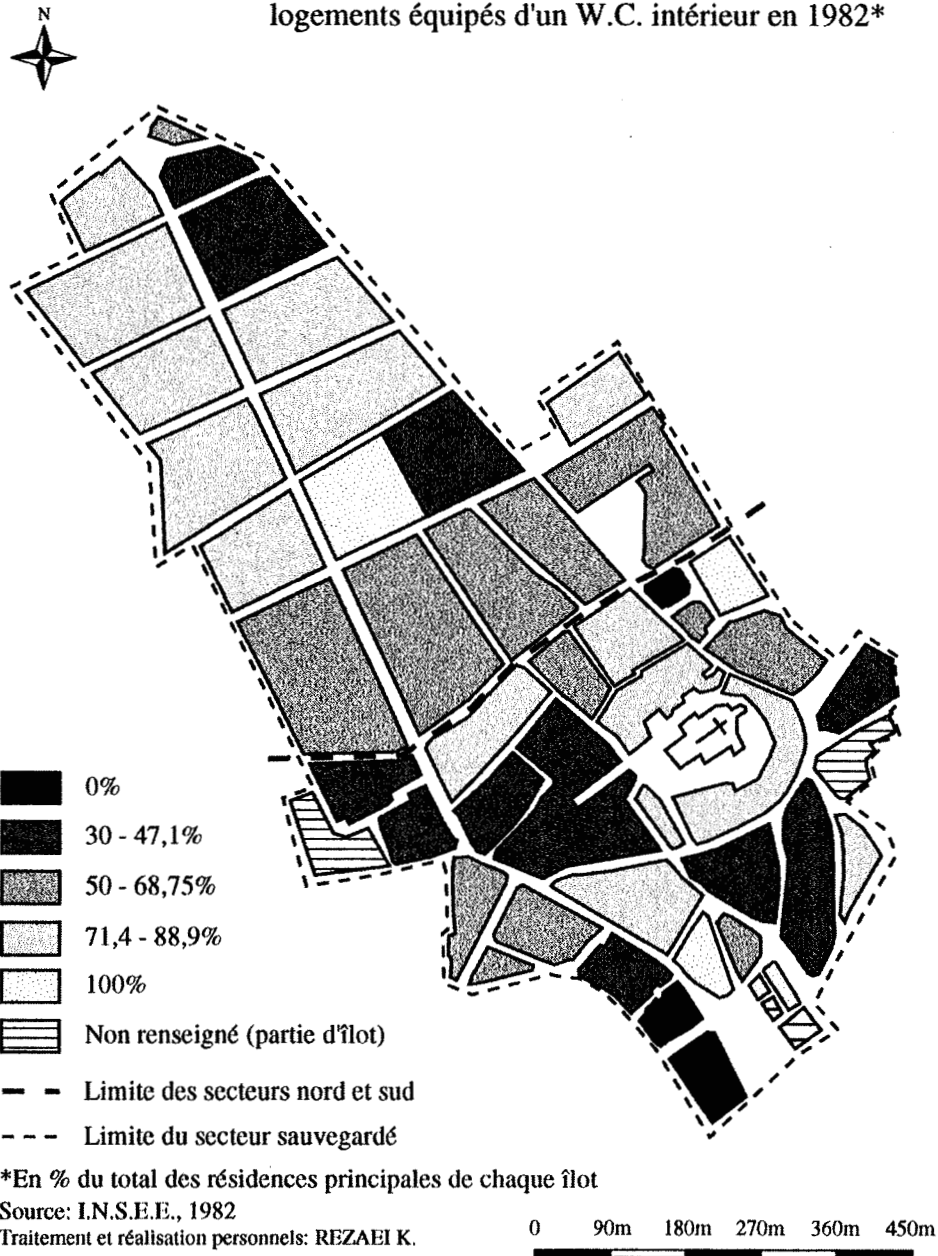 logements équipés d'un W.C. intérieur en 1982*
N
0%
30 - 47,1%
50 - 68,75%
71,4 - 88,9%
100%
Non renseigné (partie d'îlot)
Limite des secteurs nord et sud
Limite du secteur sauvegardé
*En % du total des résidences principales de chaque îlot
Source: I.N.S.E.E., 1982
Traitement et réalisation personnels: REZAEI K.
0 90m 180m 270m 360m 450m